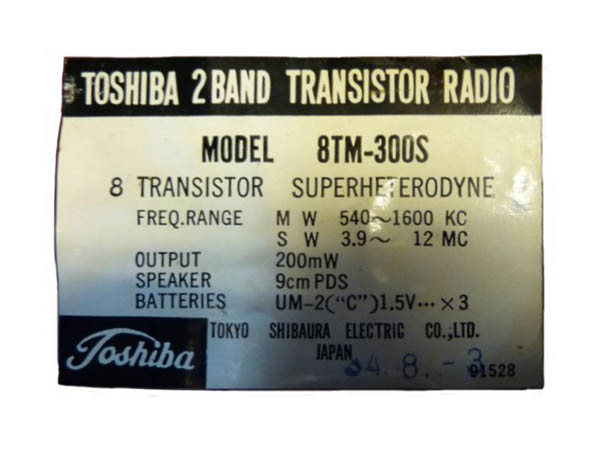 TOSHIBA 2 BAND TRANSISTOR RADIO
MODEL 8TM-300S
8 TRANSISTOR SUPERHETERODYNE
FREQ.RANGE M W 540~1600 KC
S W 3.9~ 12 MC
OUTPUT 200mW
SPEAKER 9cm PDS
BATTERIES UM-2("C")1.5V···×3
Toshiba
TOKYO SHIBAURA ELECTRIC CO.,LTD.
JAPAN
34.8.-3
91528